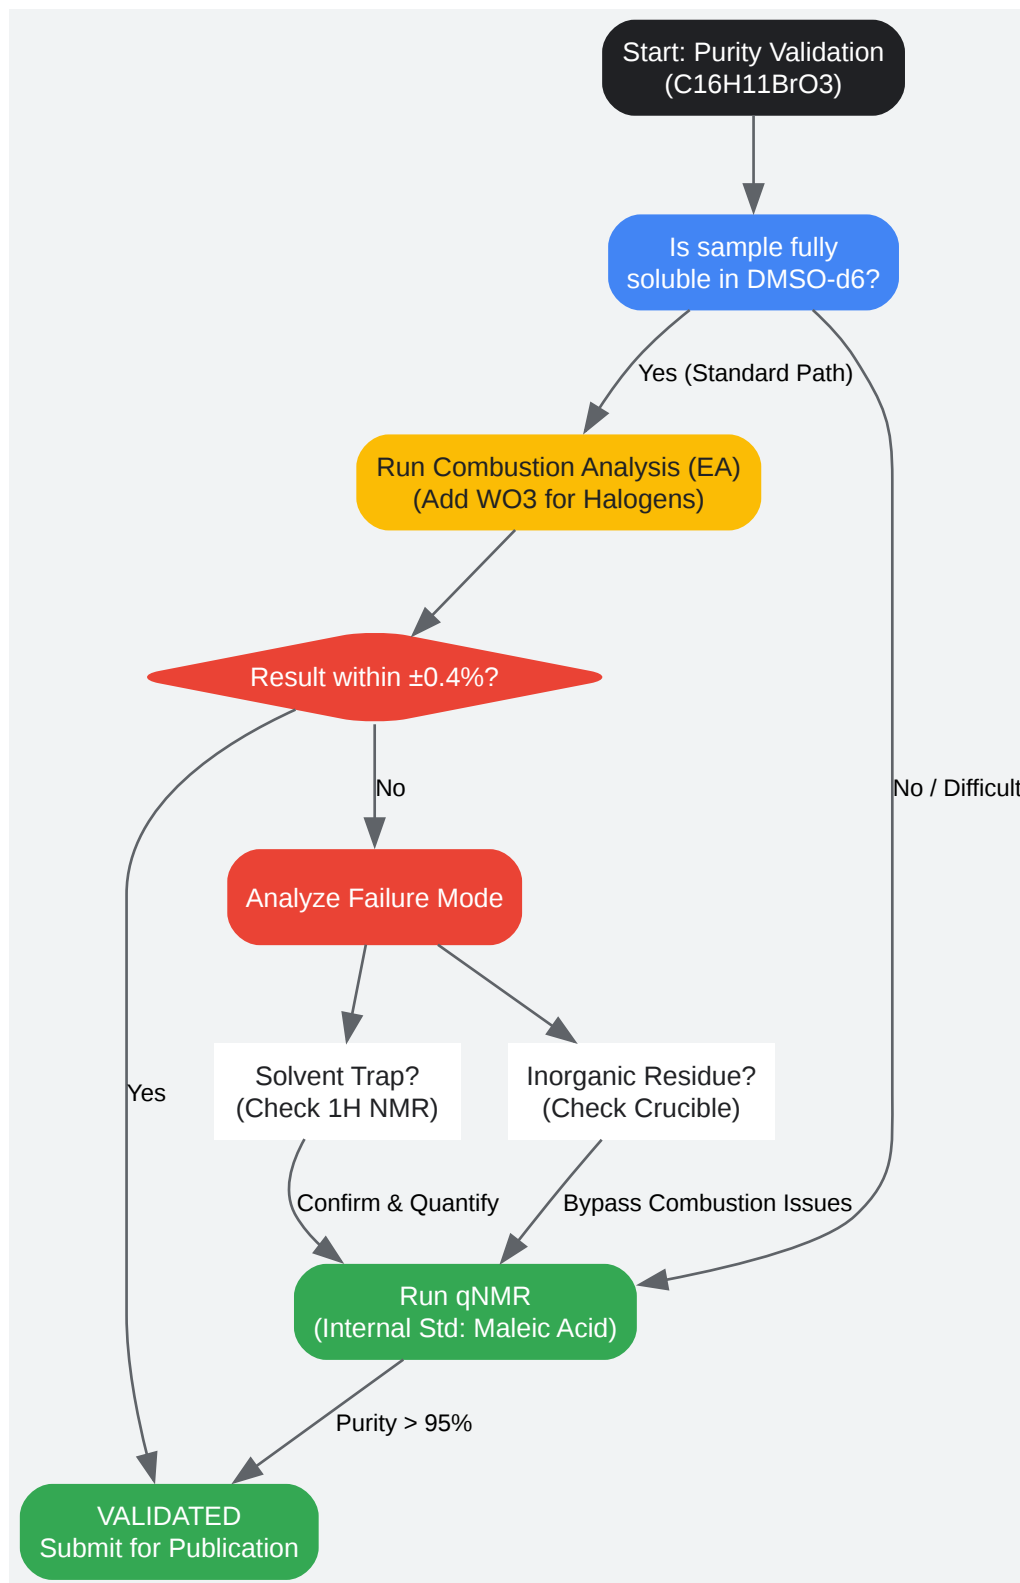 Start: Purity Validation
(C16H11BrO3)
Is sample fully
soluble in DMSO-d6?
Yes (Standard Path)
Run Combustion Analysis (EA)
(Add WO3 for Halogens)
Result within ±0.4%?
No
No / Difficult
Analyze Failure Mode
Solvent Trap?
(Check 1H NMR)
Inorganic Residue?
(Check Crucible)
Yes
Confirm & Quantify
Bypass Combustion Issues
Run qNMR
(Internal Std: Maleic Acid)
Purity > 95%
VALIDATED
Submit for Publication